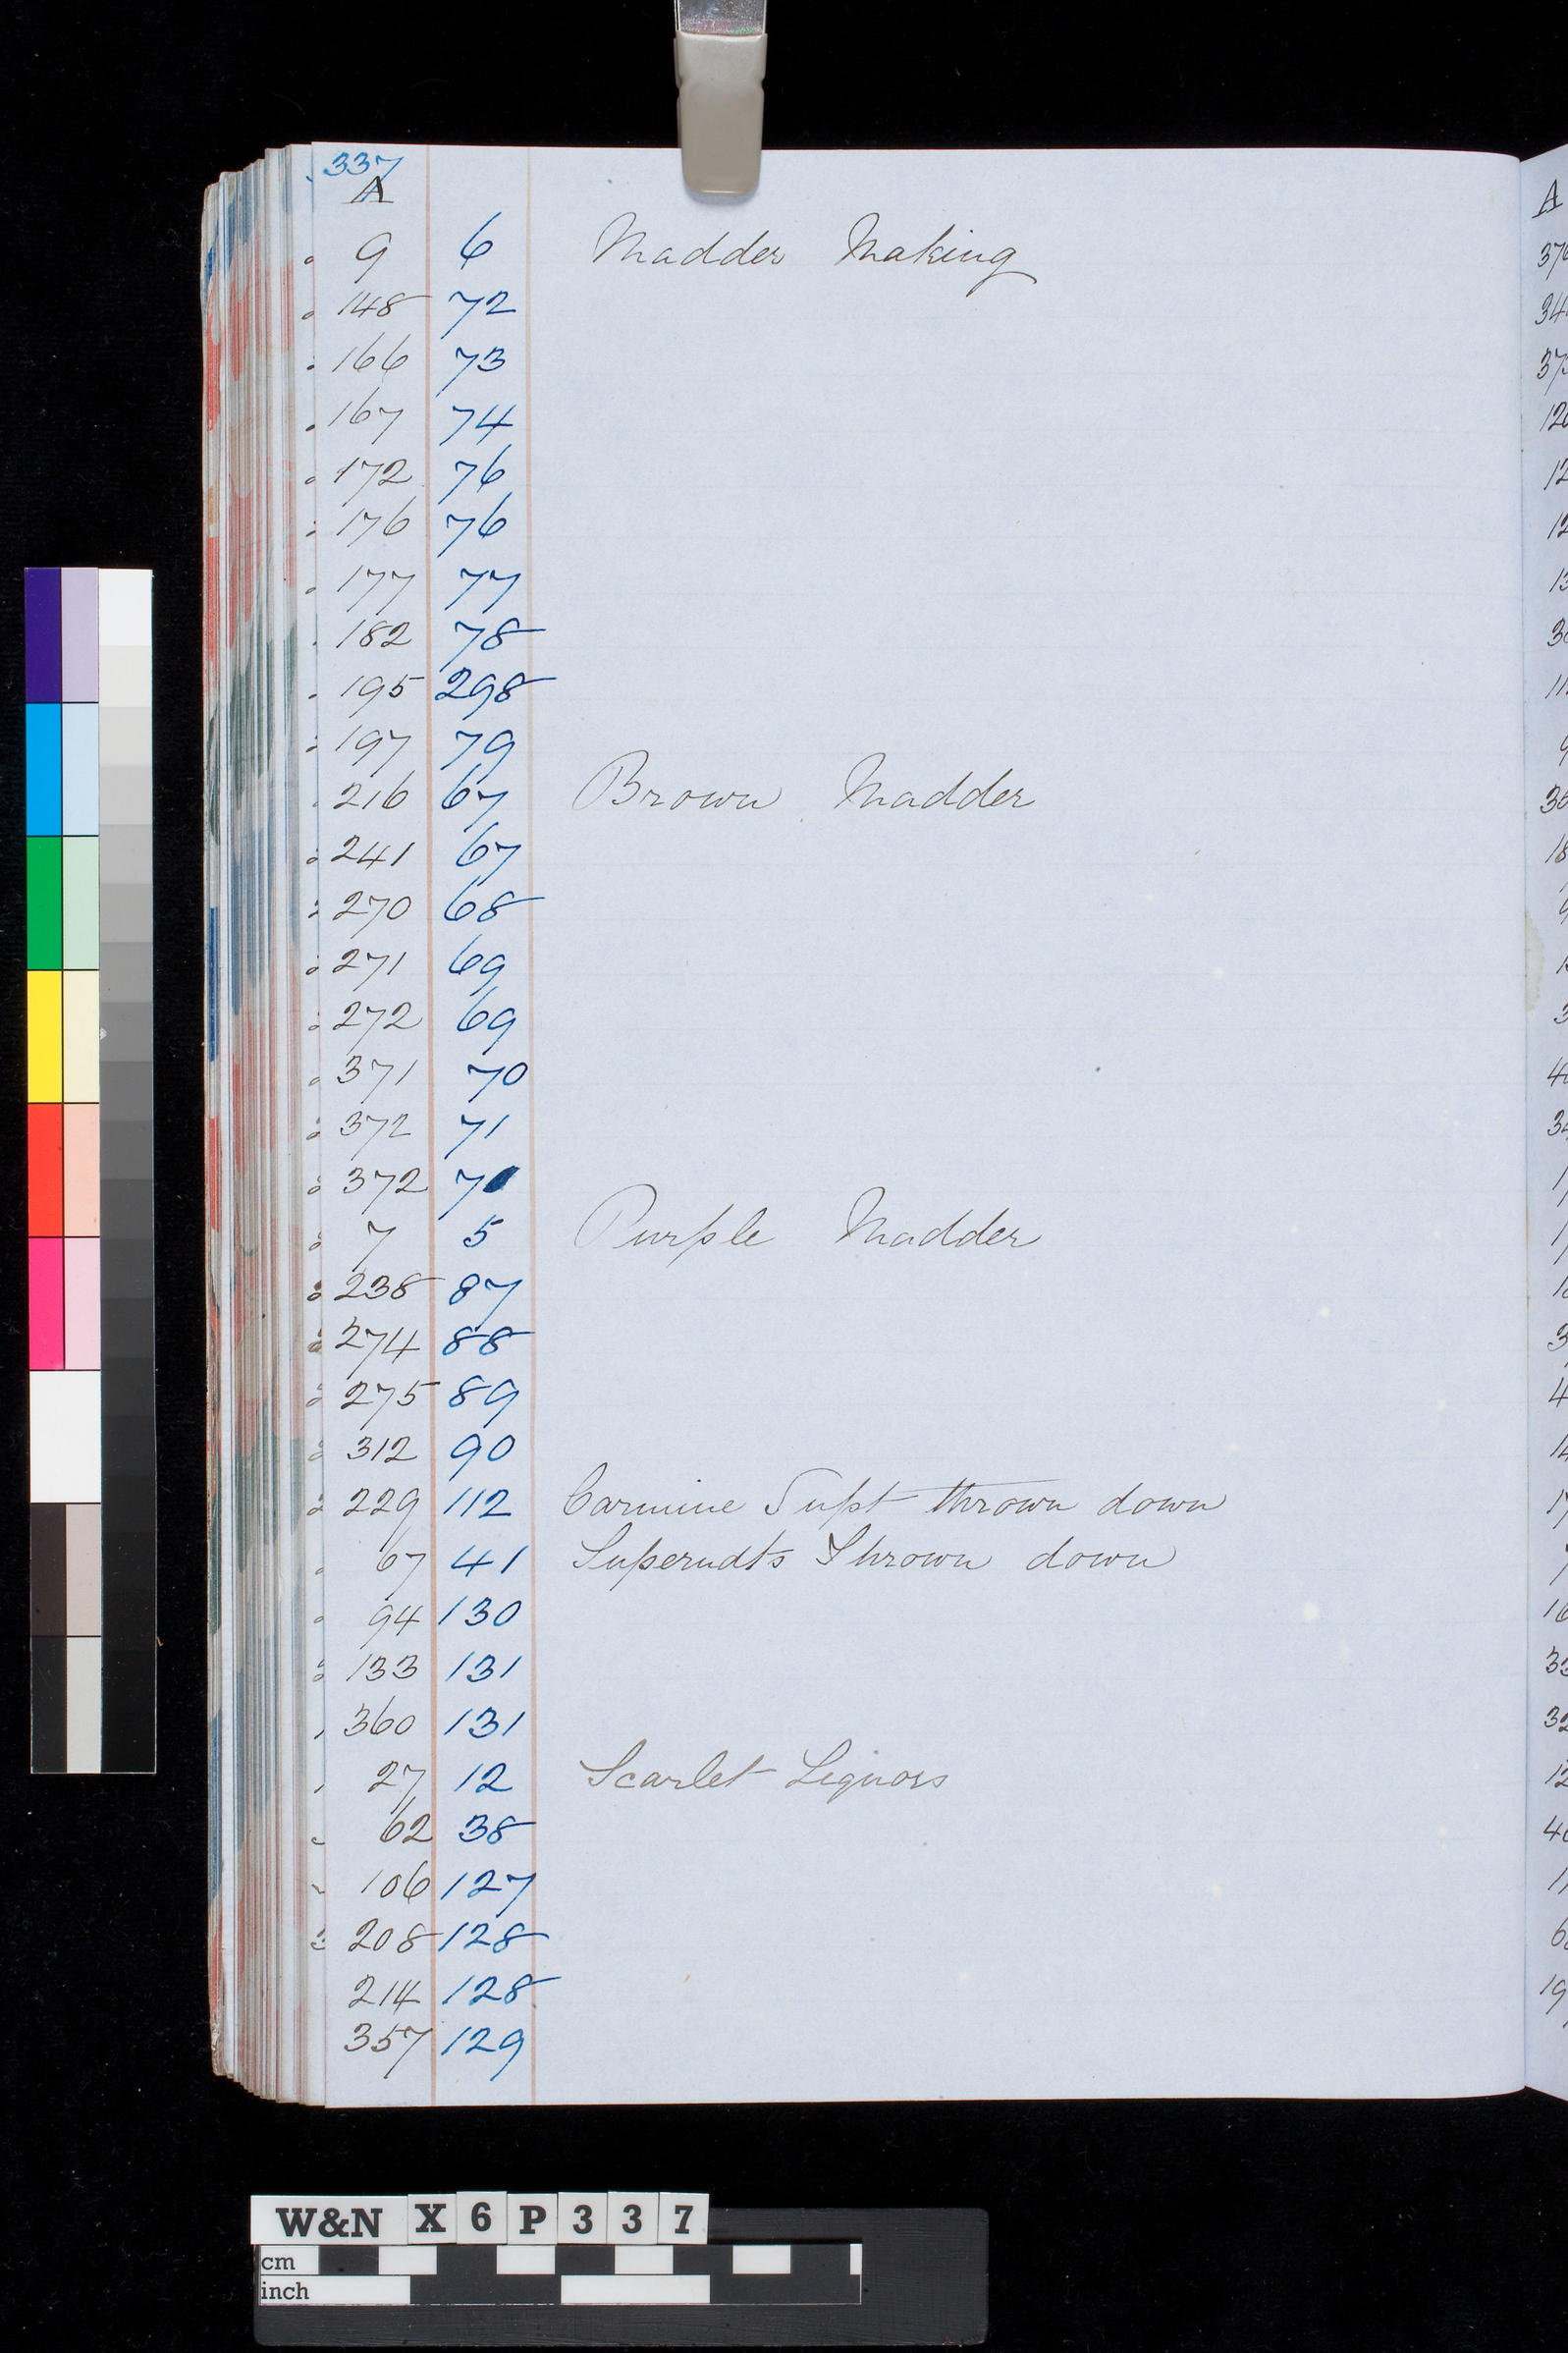 337
A
9 6 Madder Making
148 72
166 73
167 74
172 76
176 76
177 77
182 78
195 298
197 79
216 67 Brown Madder
241 67
270 68
271 69
272 69
371 70
372 71
372 70
7 5 Purple Madder
238 87
274 88
275 89
312 90
229 112 Carmine Supt thrown down
67 41 Superndts Thrown down
94 130
133 131
360 131
27 12 Scarlet Liquors
62 38
106 127
208 128
214 128
357 129
A
W&N X6P337
cm
inch